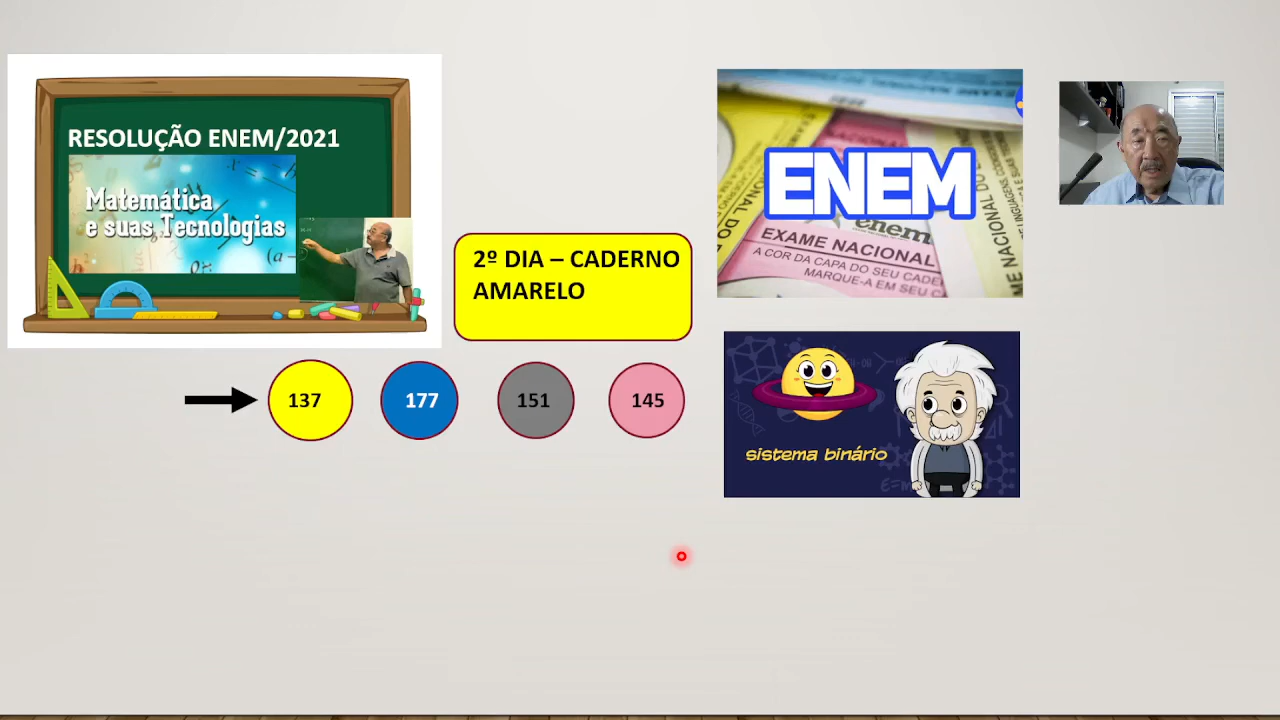 RESOLUÇÃO ENEM/2021
Matemática
e suas Tecnologias
2º DIA – CADERNO
AMARELO
137
177
151
145
ENEM
enem
EXAME NACIONAL
A COR DA CAPA DO SEU CADE
MARQUE-A EM SEU C
sistema binário